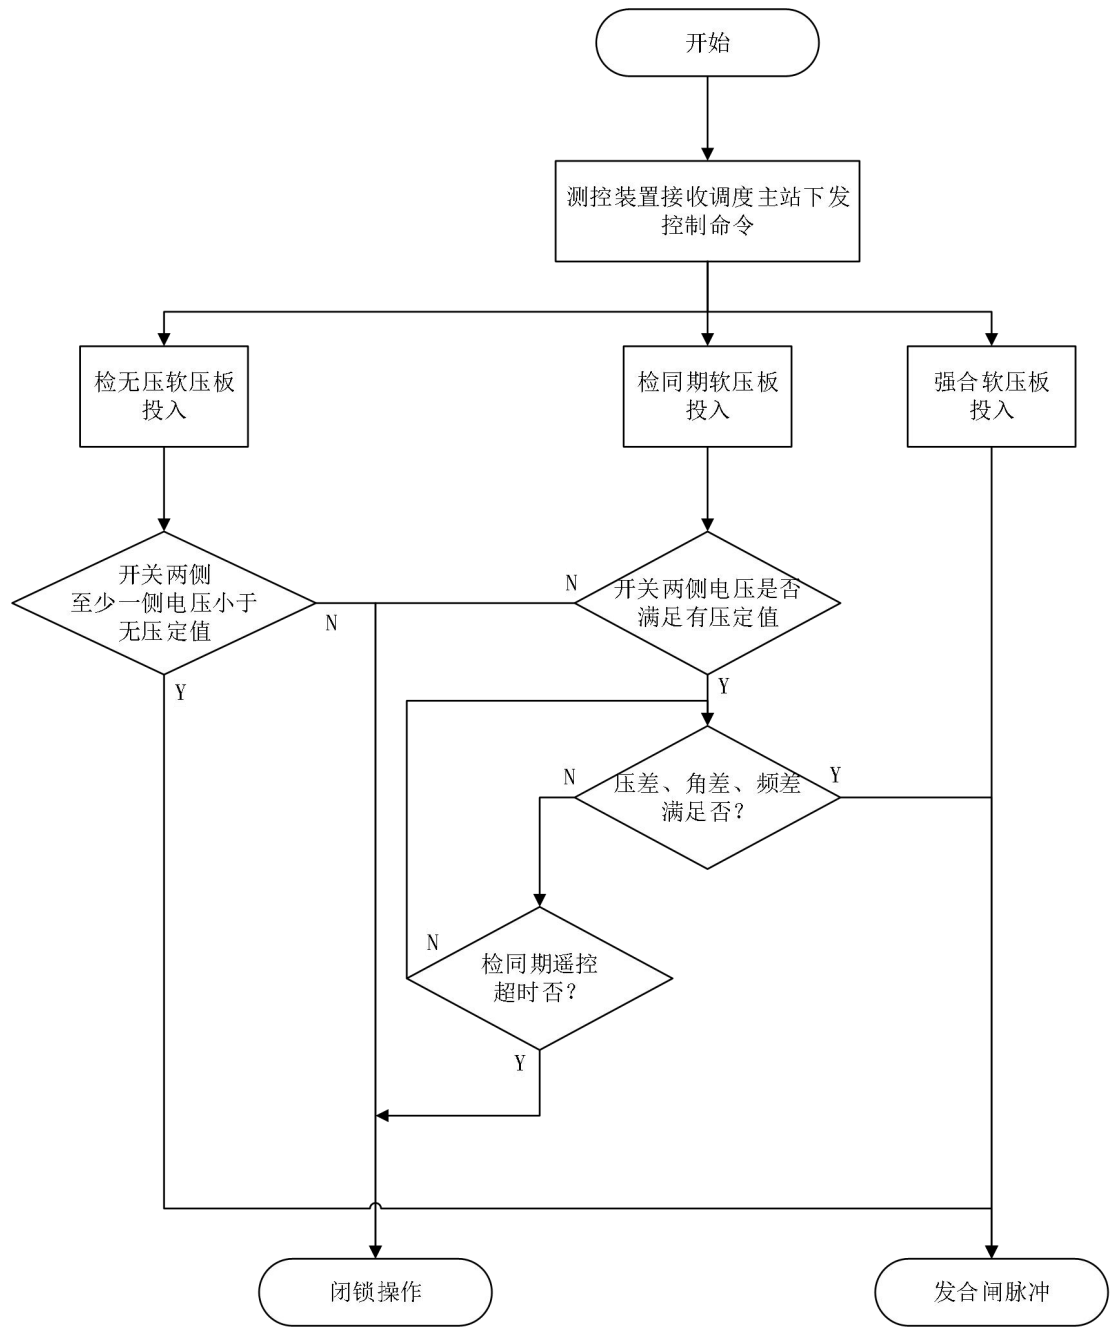 开始
测控装置接收调度主站下发
控制命令
检无压软压板
投入
检同期软压板
投入
强合软压板
投入
开关两侧
至少一侧电压小于
无压定值
N
Y
N
开关两侧电压是否
满足有压定值
Y
N
压差、角差、频差
满足否？
Y
N
检同期遥控
超时否？
Y
闭锁操作
发合闸脉冲